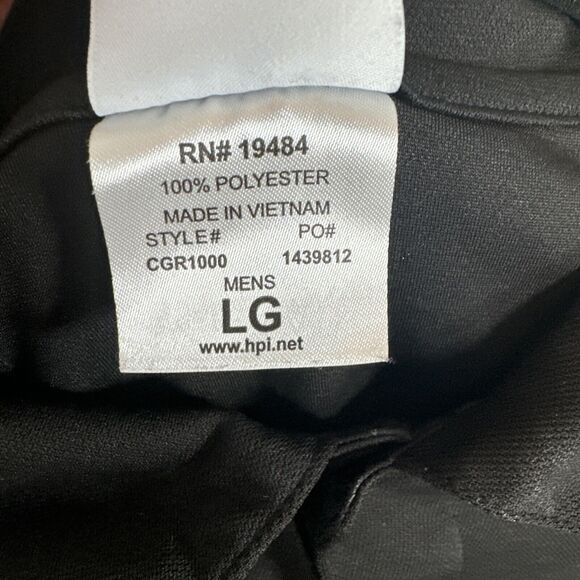 RN# 19484
100% POLYESTER
MADE IN VIETNAM
STYLE# PO#
CGR1000 1439812
MENS
LG
www.hpi.net